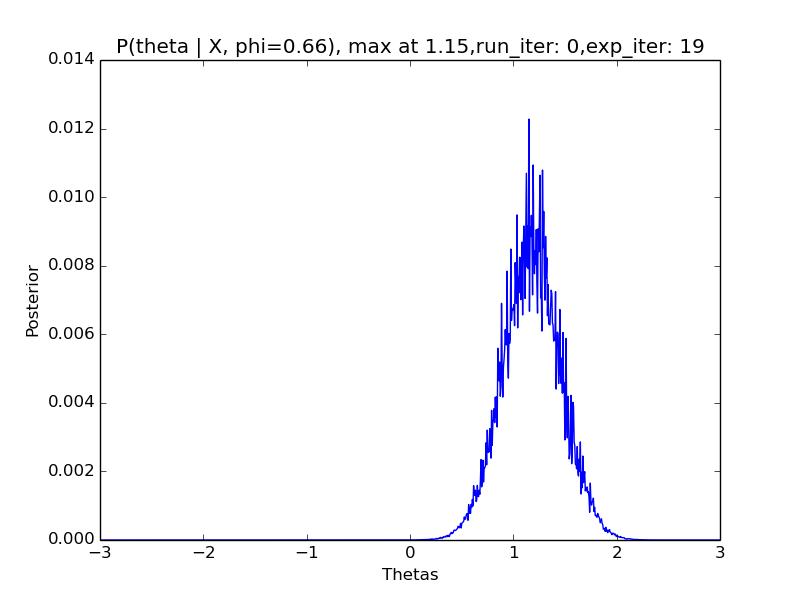 P(theta | X, phi=0.66), max at 1.15,run_iter: 0,exp_iter: 19
0.014
0.012
0.010
0.008
0.006
0.004
0.002
0.000
Posterior
−3 −2 −1 0 1 2 3
Thetas